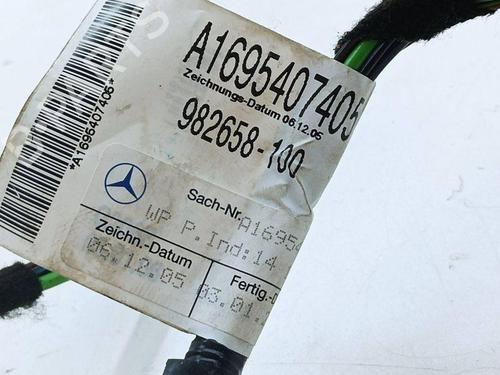 A1695407405
Zeichnungs-Datum 06.12.05
982658-100
*A1695407405*
Sach-Nr.
A1695
WP P.Ind:14
Zeichn.-Datum
06.12.05
Fertig.-D
03.01.